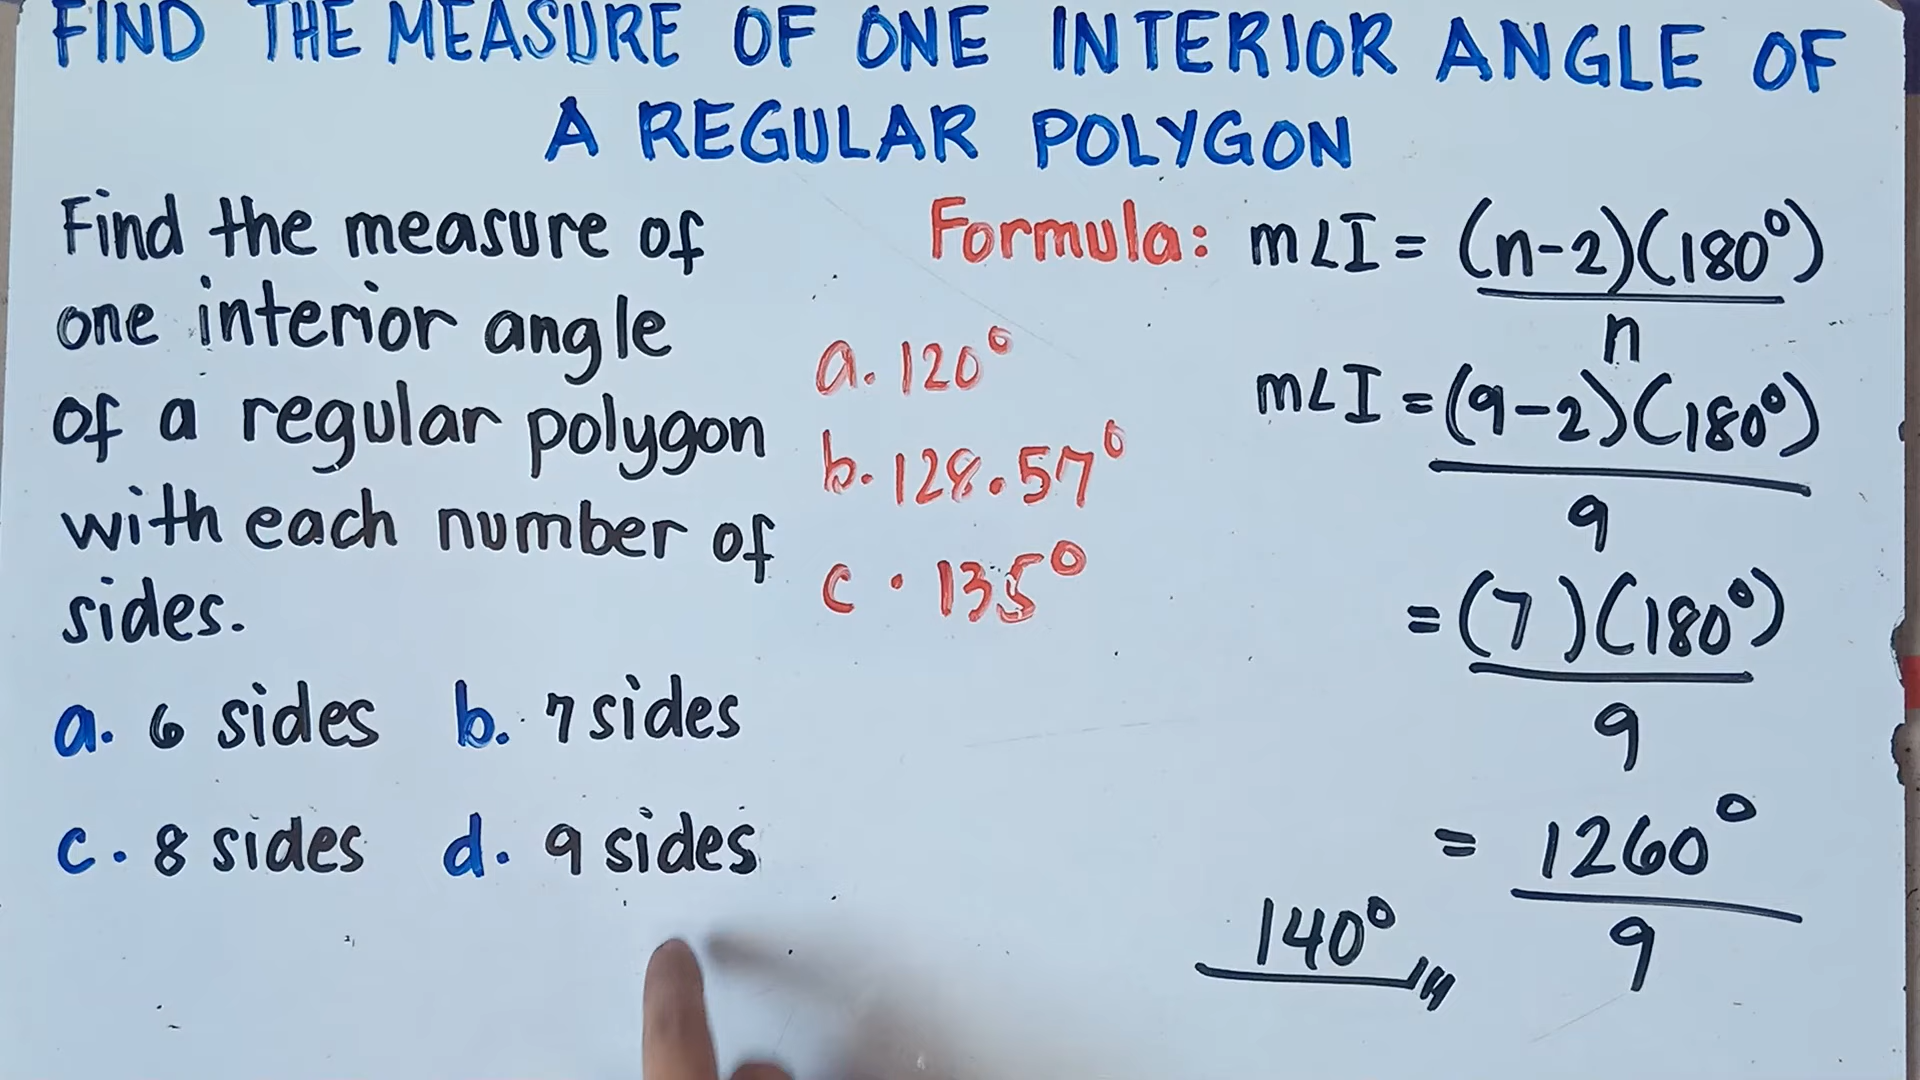 FIND THE MEASURE OF ONE INTERIOR ANGLE OF
A REGULAR POLYGON
Find the measure of
one interior angle
of a regular polygon
with each number of
sides.
a. 6 sides b. 7 sides
c. 8 sides d. 9 sides
a. 120°
b. 128.57°
c. 135°
Formula: m∠I = (n-2)(180°)
n
m∠I = (9-2)(180°)
9
= (7)(180°)
9
= 1260°
9
140°